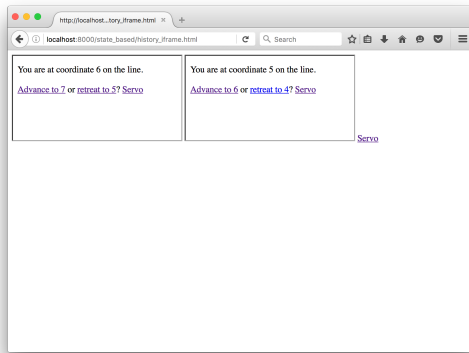 http://localhost...tory_iframe.html
localhost:8000/state_based/history_iframe.html
Search
You are at coordinate 6 on the line.
Advance to 7 or retreat to 5? Servo
You are at coordinate 5 on the line.
Advance to 6 or retreat to 4? Servo
Servo